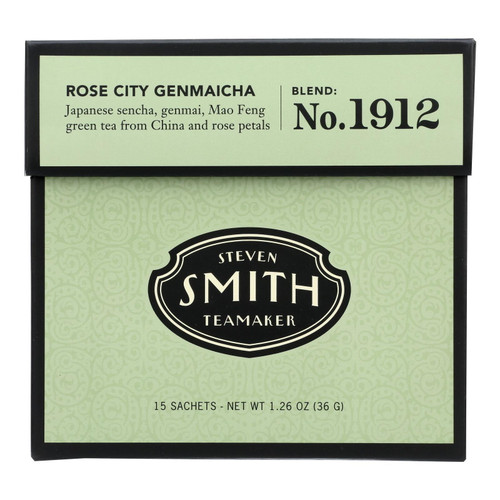 ROSE CITY GENMAICHA
Japanese sencha, genmai, Mao Feng
green tea from China and rose petals
BLEND:
No.1912
STEVEN
SMITH
TEAMAKER
15 SACHETS - NET WT 1.26 OZ (36 G)